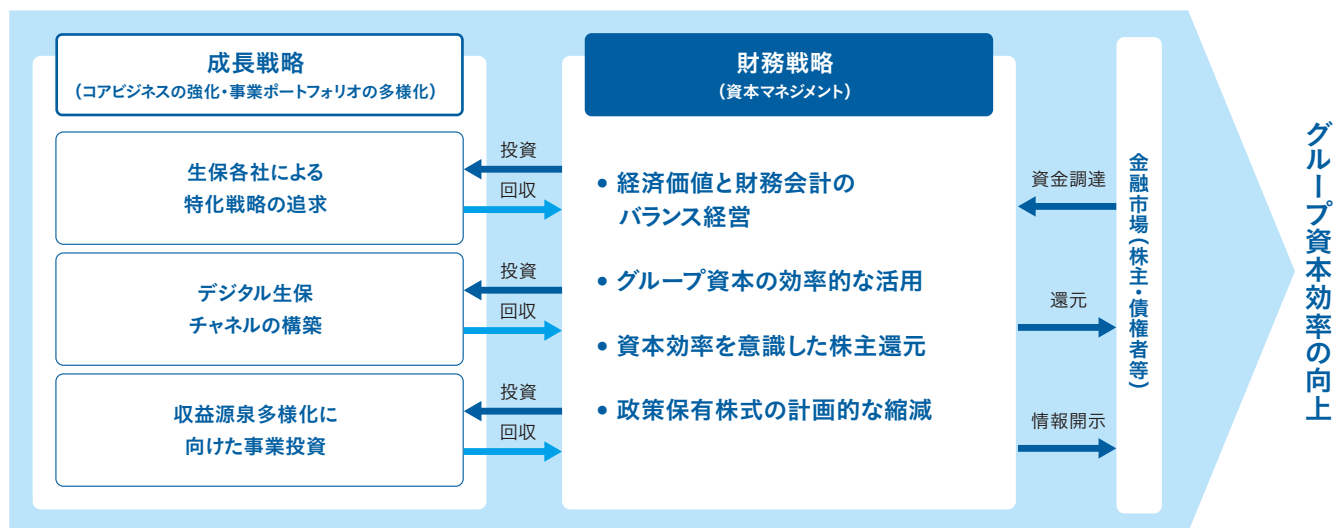 成長戦略
（コアビジネスの強化・事業ポートフォリオの多様化）
生保各社による
特化戦略の追求
デジタル生保
チャネルの構築
収益源泉多様化に
向けた事業投資
投資
回収
投資
回収
投資
回収
財務戦略
（資本マネジメント）
• 経済価値と財務会計の
バランス経営
• グループ資本の効率的な活用
• 資本効率を意識した株主還元
• 政策保有株式の計画的な縮減
資金調達
還元
情報開示
金融市場（株主・債権者等）
グループ資本効率の向上